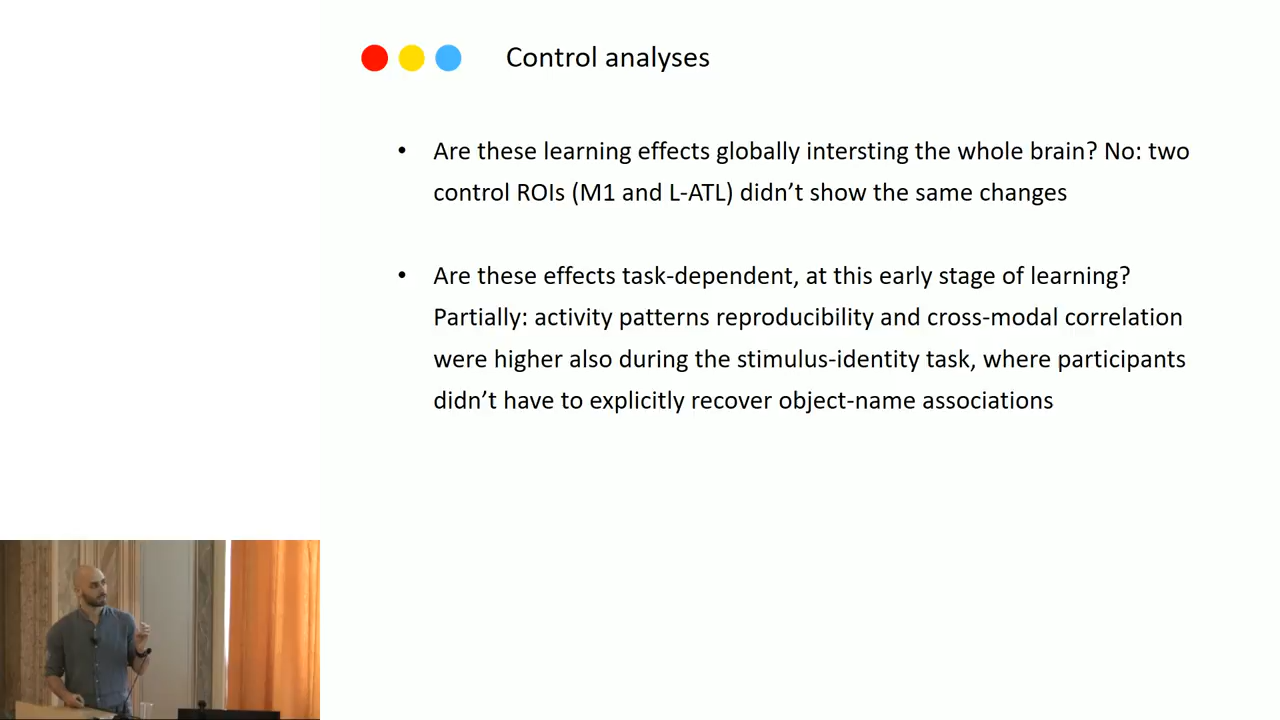 Control analyses
• Are these learning effects globally intersting the whole brain? No: two
control ROIs (M1 and L-ATL) didn’t show the same changes
• Are these effects task-dependent, at this early stage of learning?
Partially: activity patterns reproducibility and cross-modal correlation
were higher also during the stimulus-identity task, where participants
didn’t have to explicitly recover object-name associations